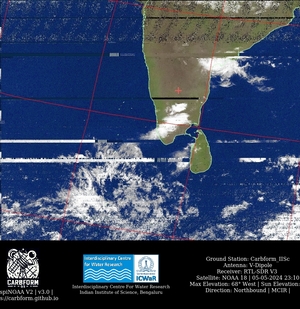 Interdisciplinary Centre
for Water Research
ICWaR
CARBFORM
Interdisciplinary Centre For Water Research
Indian Institute of Science, Bengaluru
spiNOAA V2 | v3.0 |
s://carbform.github.io
Ground Station: Carbform_IISc
Antenna: V-Dipole
Receiver: RTL-SDR V3
Satellite: NOAA 18 | 05-05-2024 23:10
Max Elevation: 68° West | Sun Elevation:
Direction: Northbound | MCIR |